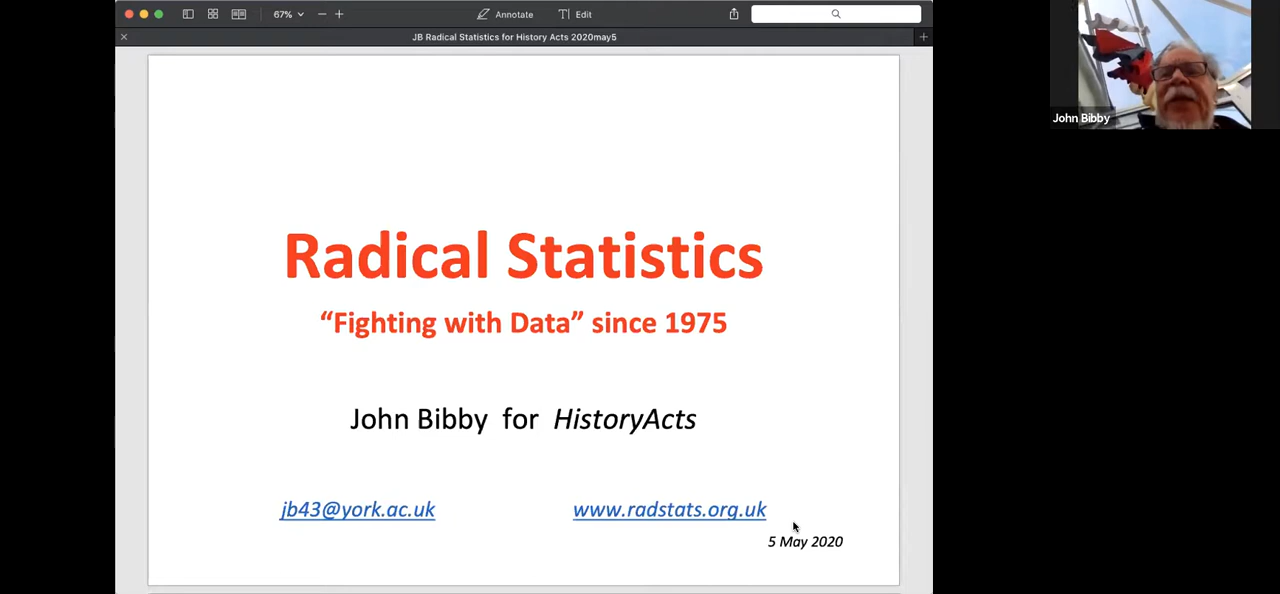 67%
Annotate
Edit
JB Radical Statistics for History Acts 2020may5
Radical Statistics
“Fighting with Data” since 1975
John Bibby for HistoryActs
jb43@york.ac.uk
www.radstats.org.uk
5 May 2020
John Bibby